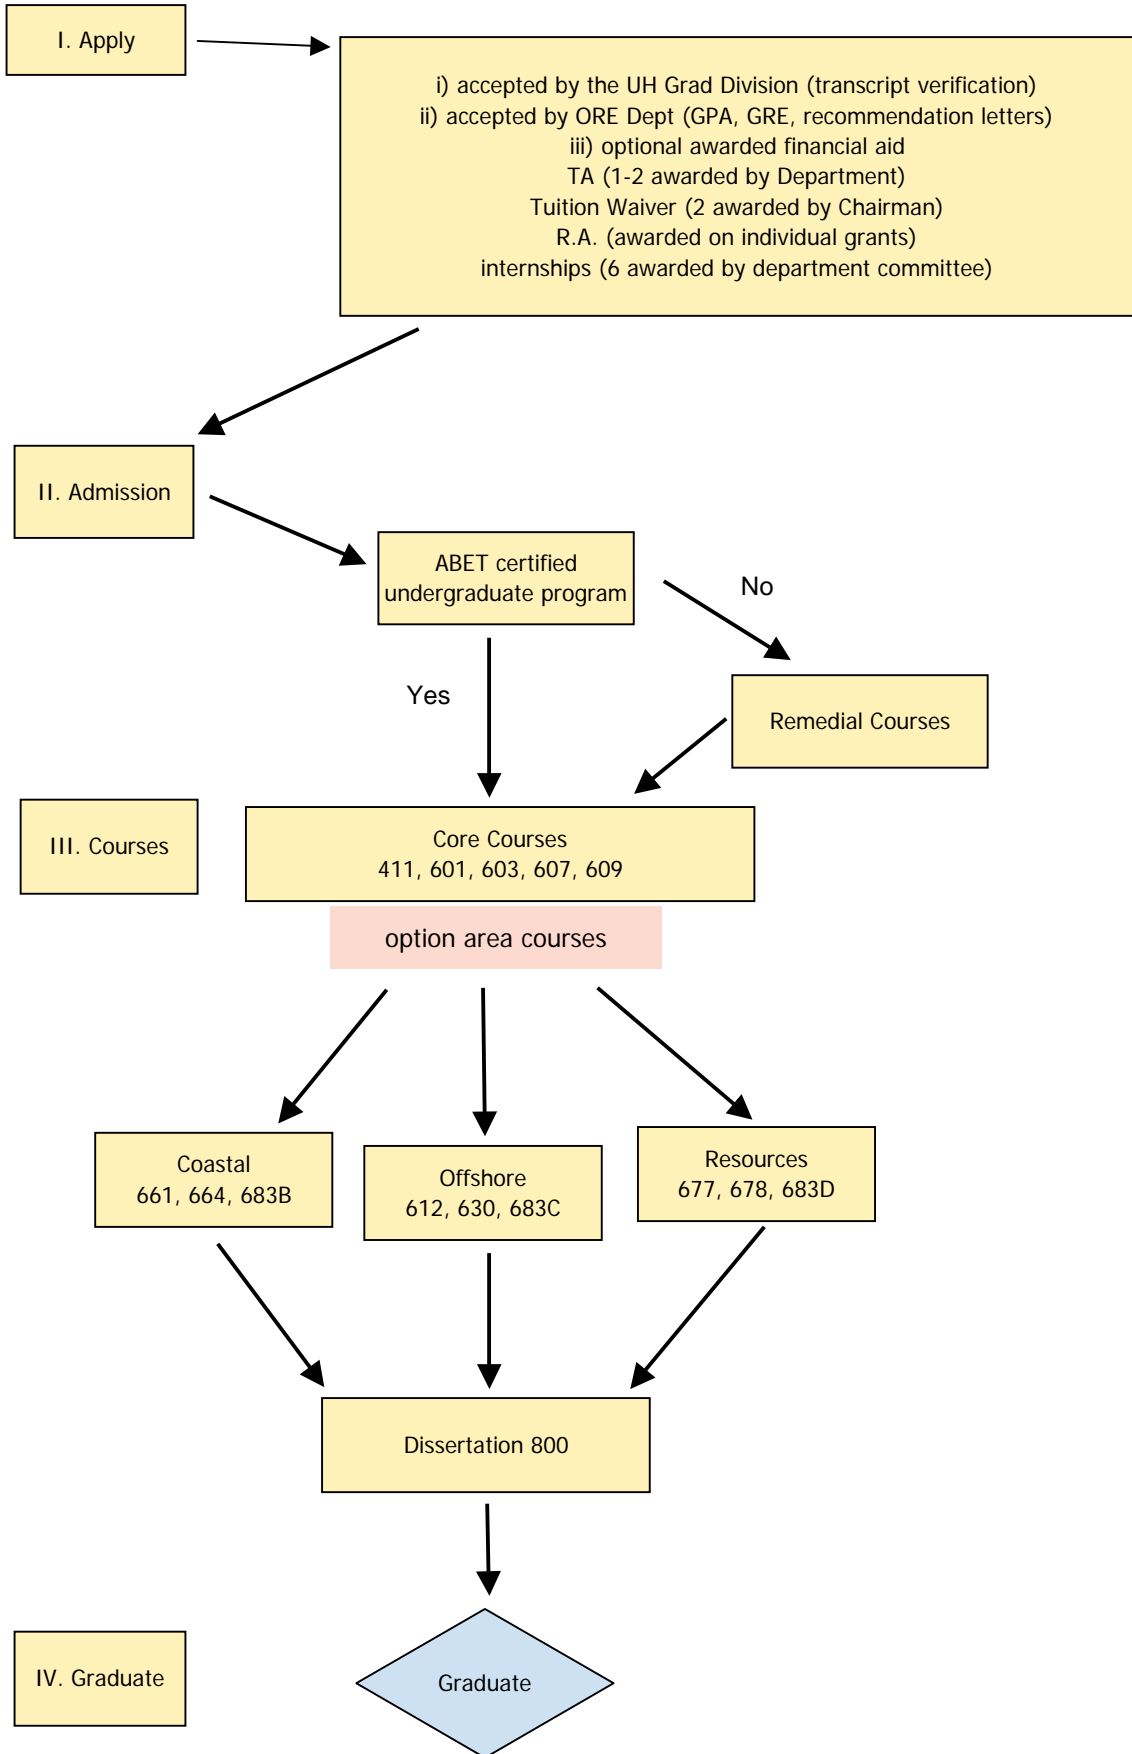 I. Apply
i) accepted by the UH Grad Division (transcript verification)
ii) accepted by ORE Dept (GPA, GRE, recommendation letters)
iii) optional awarded financial aid
TA (1-2 awarded by Department)
Tuition Waiver (2 awarded by Chairman)
R.A. (awarded on individual grants)
internships (6 awarded by department committee)
II. Admission
ABET certified
undergraduate program
No
Yes
Remedial Courses
III. Courses
Core Courses
411, 601, 603, 607, 609
option area courses
Coastal
661, 664, 683B
Offshore
612, 630, 683C
Resources
677, 678, 683D
Dissertation 800
IV. Graduate
Graduate